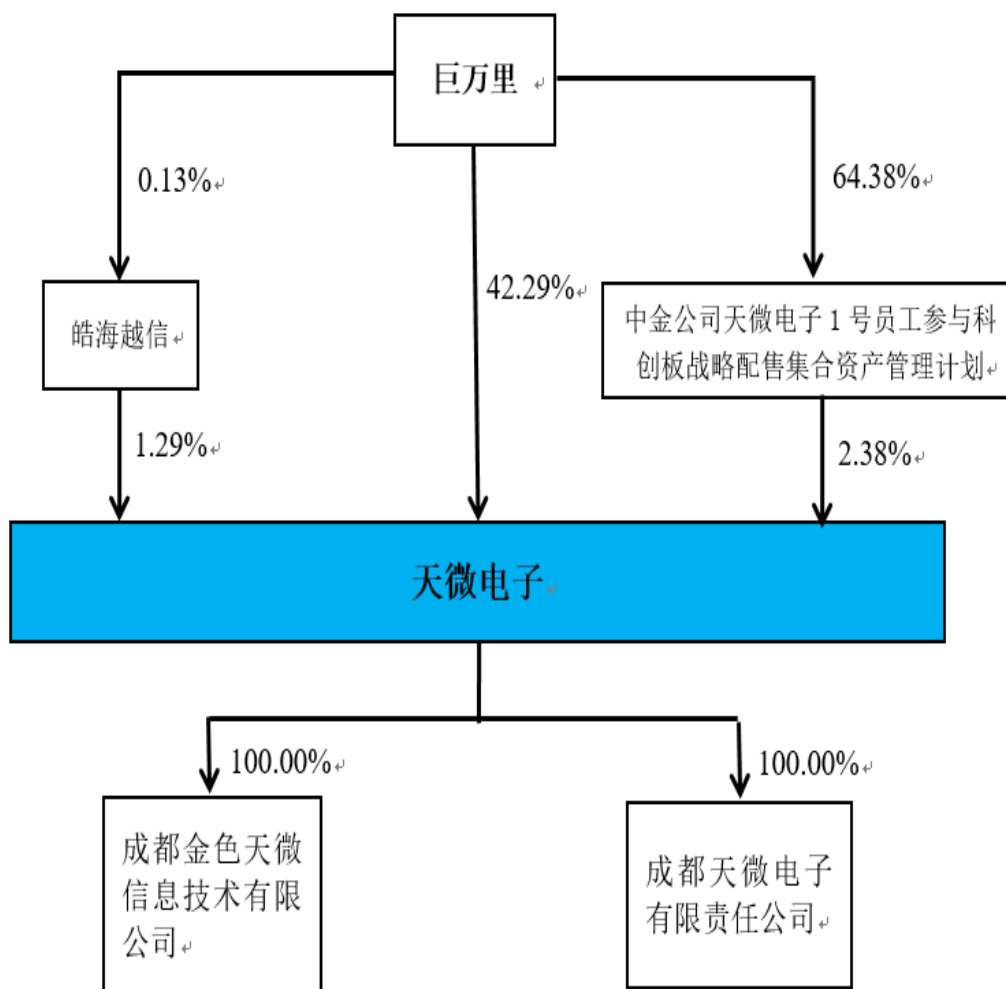 巨万里
0.13%
64.38%
42.29%
皓海越信
中金公司天微电子1号员工参与科
创板战略配售集合资产管理计划
1.29%
2.38%
天微电子
100.00%
100.00%
成都金色天微
信息技术有限
公司
成都天微电子
有限责任公司